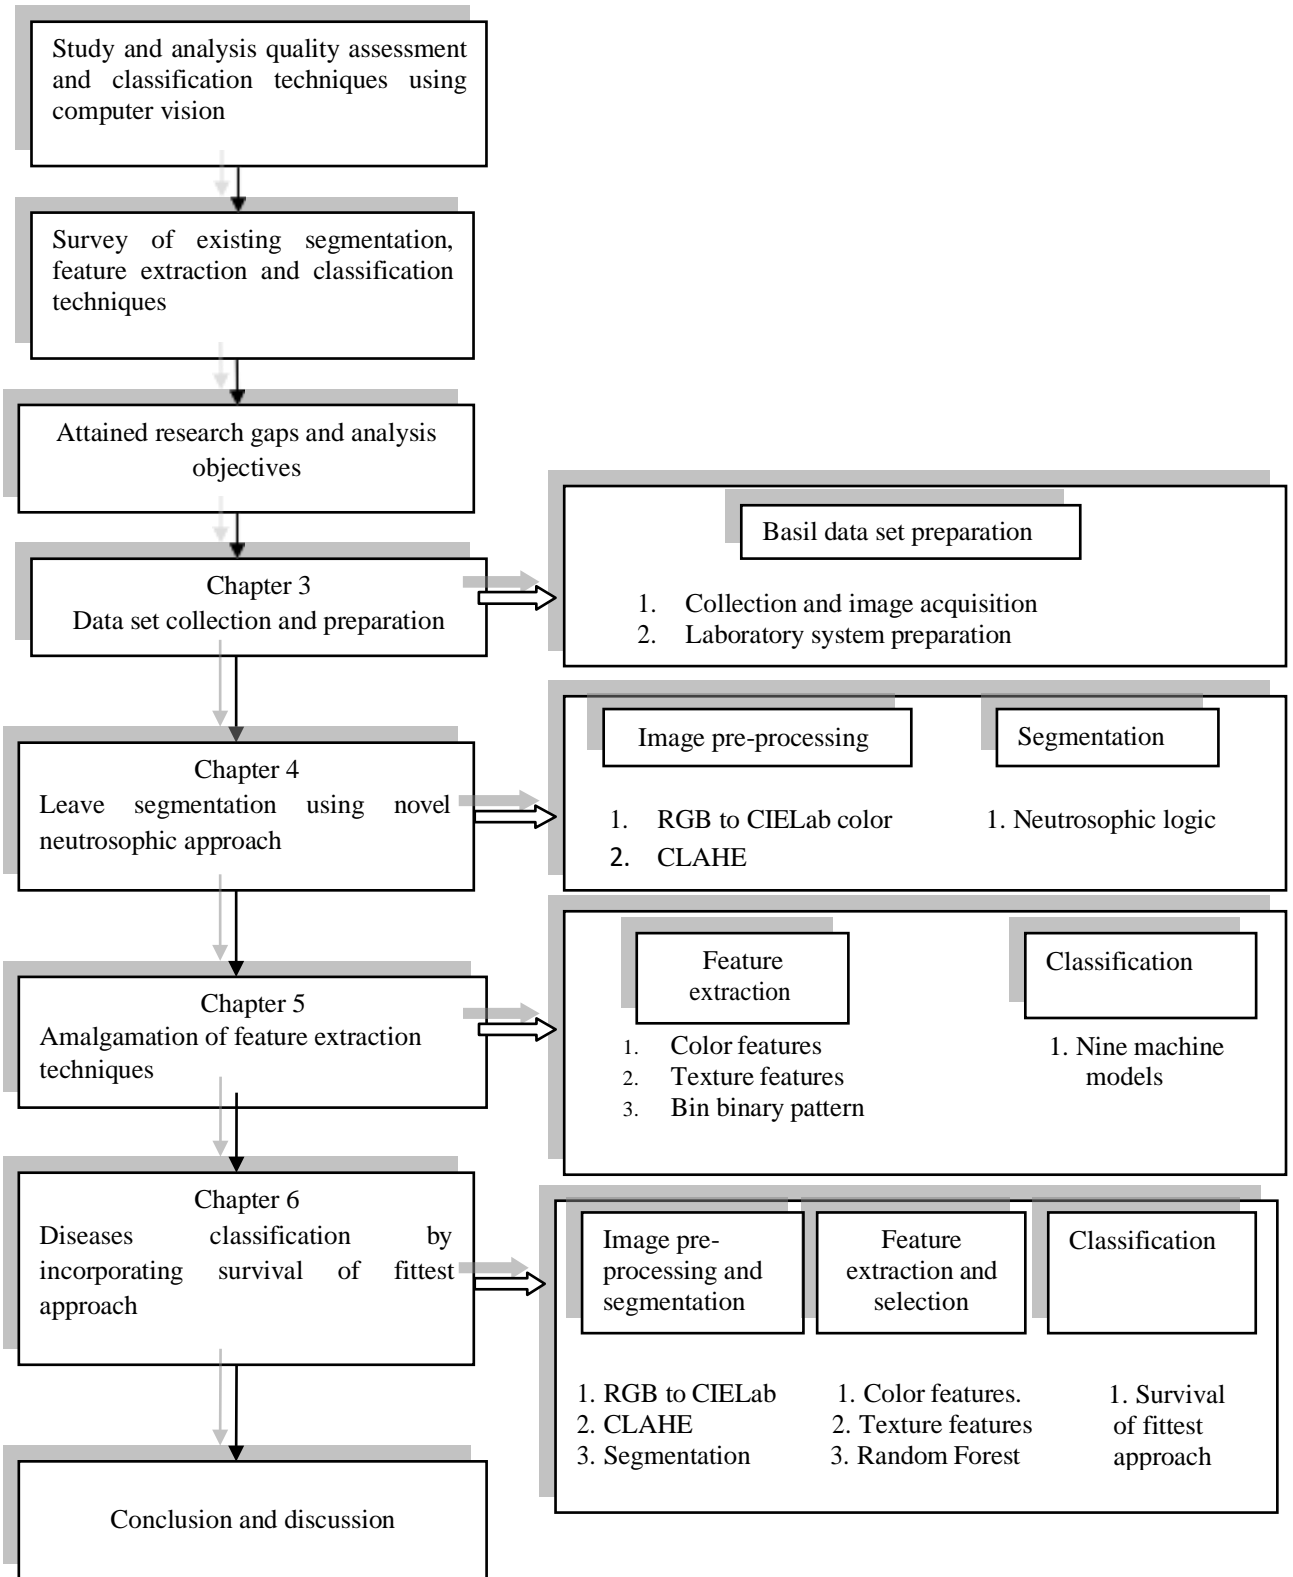 Study and analysis quality assessment
and classification techniques using
computer vision
Survey of existing segmentation,
feature extraction and classification
techniques
Attained research gaps and analysis
objectives
Chapter 3
Data set collection and preparation
Basil data set preparation
1. Collection and image acquisition
2. Laboratory system preparation
Chapter 4
Leave segmentation using novel
neutrosophic approach
Image pre-processing
1. RGB to CIELab color
2. CLAHE
Segmentation
1. Neutrosophic logic
Chapter 5
Amalgamation of feature extraction
techniques
Feature
extraction
1. Color features
2. Texture features
3. Bin binary pattern
Classification
1. Nine machine
models
Chapter 6
Diseases classification by
incorporating survival of fittest
approach
Image pre-
processing and
segmentation
1. RGB to CIELab
2. CLAHE
3. Segmentation
Feature
extraction and
selection
1. Color features.
2. Texture features
3. Random Forest
Classification
1. Survival
of fittest
approach
Conclusion and discussion